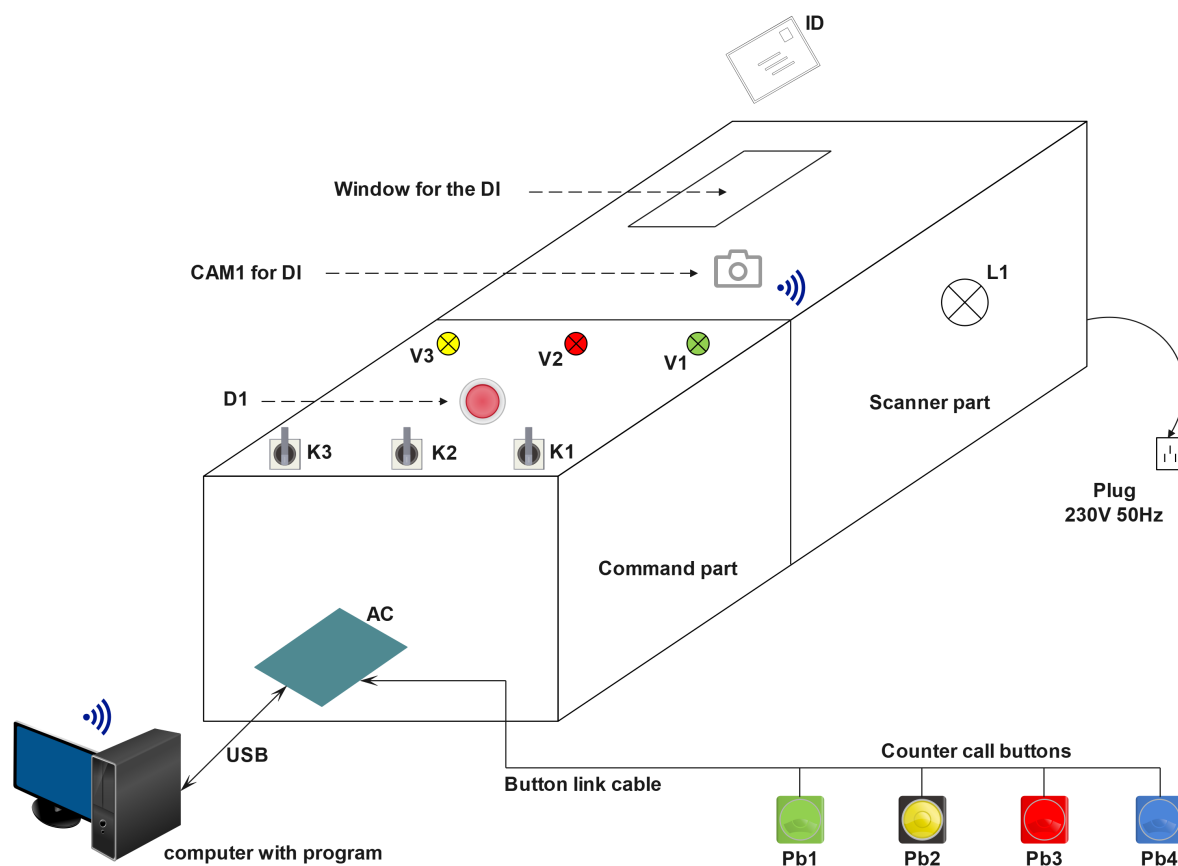 ID
Window for the DI
CAM1 for DI
L1
V3
V2
V1
D1
Scanner part
K3
K2
K1
Plug
230V 50Hz
Command part
AC
USB
Counter call buttons
Button link cable
computer with program
Pb1
Pb2
Pb3
Pb4